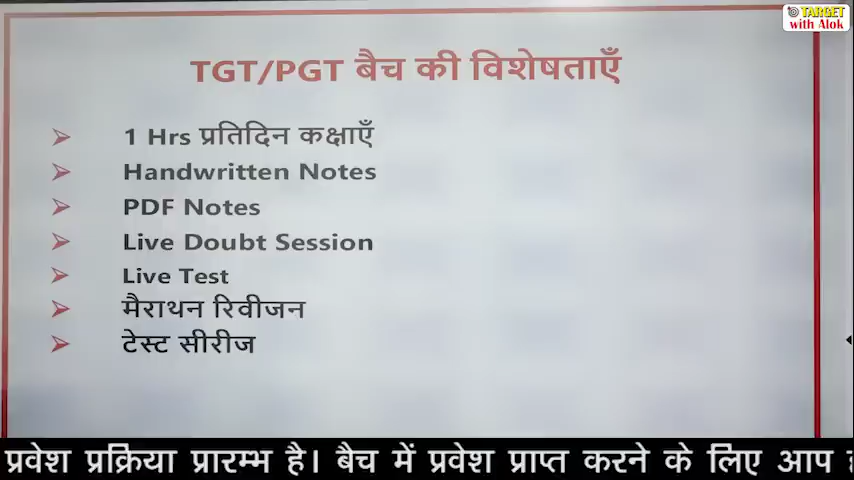 TARGET
with Alok
TGT/PGT बैच की विशेषताएँ
1 Hrs प्रतिदिन कक्षाएँ
Handwritten Notes
PDF Notes
Live Doubt Session
Live Test
मैराथन रिवीजन
टेस्ट सीरीज
प्रवेश प्रक्रिया प्रारम्भ है। बैच में प्रवेश प्राप्त करने के लिए आप